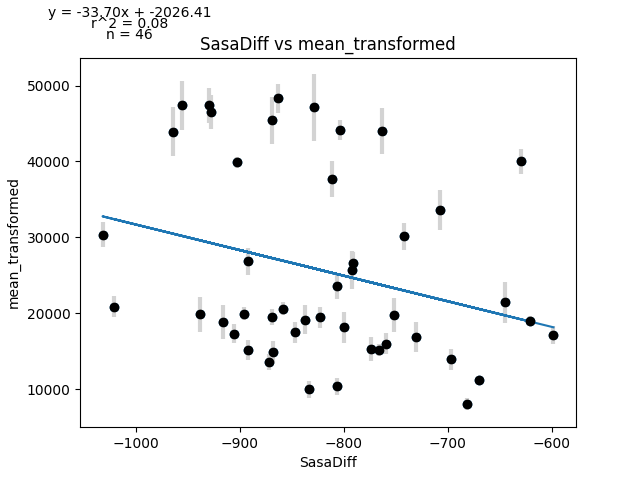 y = -33.70x + -2026.41
r^2 = 0.08
n = 46
SasaDiff vs mean_transformed
50000
40000
30000
20000
10000
mean_transformed
−1000
−900
−800
−700
−600
SasaDiff